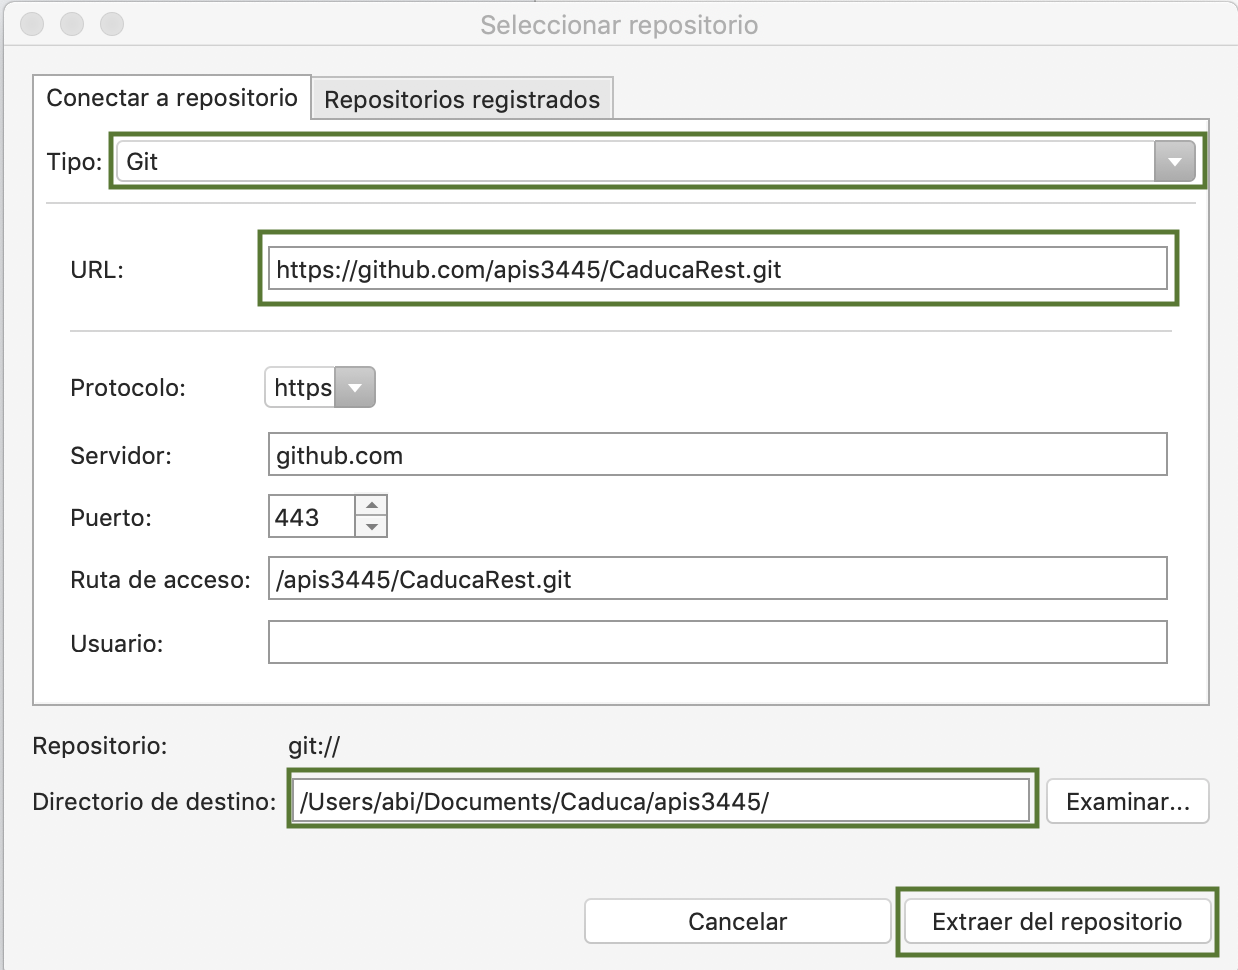 Seleccionar repositorio
Conectar a repositorio
Repositorios registrados
Tipo: Git
URL: https://github.com/apis3445/CaducaRest.git
Protocolo: https
Servidor: github.com
Puerto: 443
Ruta de acceso: /apis3445/CaducaRest.git
Usuario:
Repositorio: git://
Directorio de destino: /Users/abi/Documents/Caduca/apis3445/ Examinar...
Cancelar Extraer del repositorio